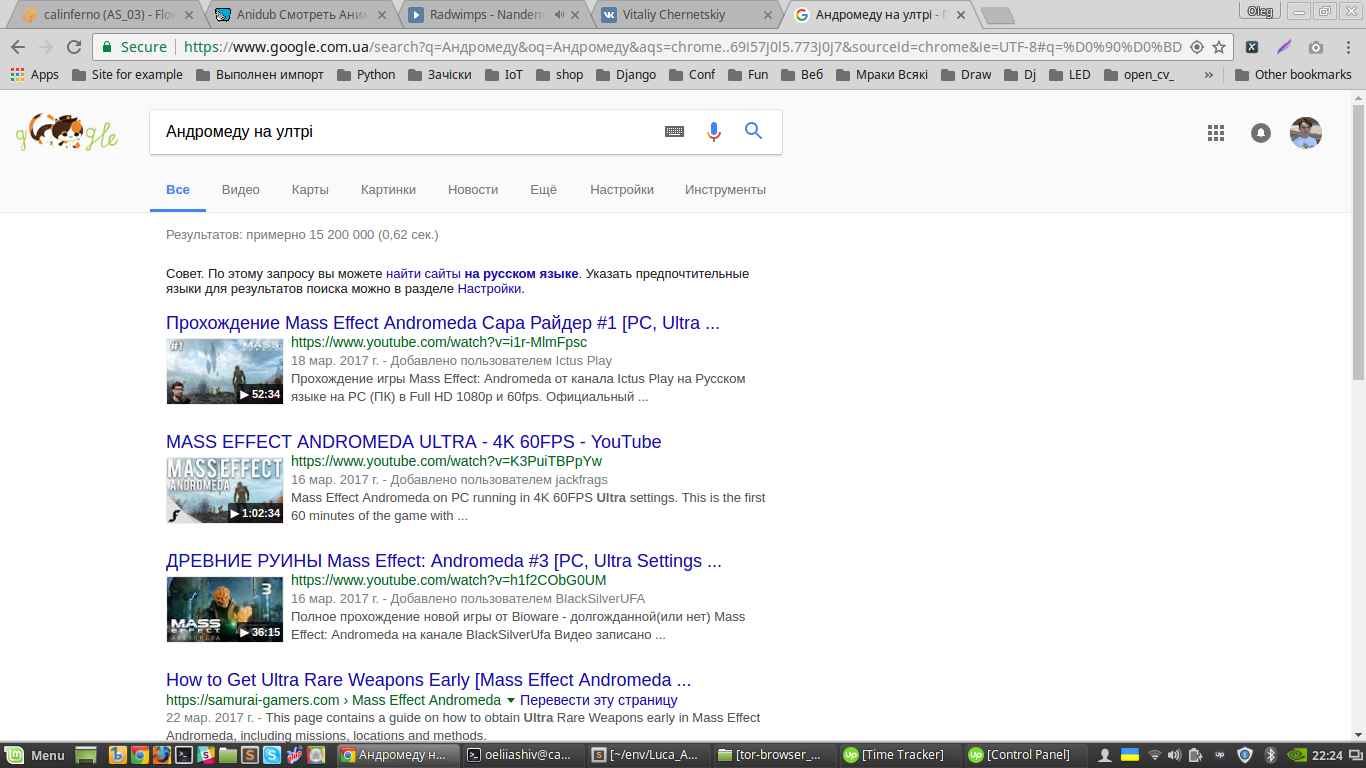 calinferno (AS_03) - Flow
Anidub Смотреть Аним
Radwimps - Nandem
Vitaliy Chernetskiy
Андромеду на ултрі - 
Oleg
Secure
https://www.google.com.ua/search?q=Андромеду&oq=Андромеду&aqs=chrome..69i57j0l5.773j0j7&sourceid=chrome&ie=UTF-8#q=%D0%90%D0%BD
Apps
Site for example
Выполнен импорт
Python
Зачіски
IoT
shop
Django
Conf
Fun
Веб
Мраки Всякі
Draw
Dj
LED
open_cv_
»
Other bookmarks
g gle
Андромеду на ултрі
Все
Видео
Карты
Картинки
Новости
Ещё
Настройки
Инструменты
Результатов: примерно 15 200 000 (0,62 сек.)
Совет. По этому запросу вы можете найти сайты на русском языке. Указать предпочтительные
языки для результатов поиска можно в разделе Настройки.
Прохождение Mass Effect Andromeda Сара Райдер #1 [PC, Ultra ...
#1
MASS EFFECT
52:34
https://www.youtube.com/watch?v=i1r-MlmFpsc
18 мар. 2017 г. - Добавлено пользователем Ictus Play
Прохождение игры Mass Effect: Andromeda от канала Ictus Play на Русском
языке на PC (ПК) в Full HD 1080p и 60fps. Официальный ...
MASS EFFECT ANDROMEDA ULTRA - 4K 60FPS - YouTube
MASS EFFECT
ANDROMEDA
1:02:34
https://www.youtube.com/watch?v=K3PuiTBPpYw
16 мар. 2017 г. - Добавлено пользователем jackfrags
Mass Effect Andromeda on PC running in 4K 60FPS Ultra settings. This is the first
60 minutes of the game with ...
ДРЕВНИЕ РУИНЫ Mass Effect: Andromeda #3 [PC, Ultra Settings ...
3
MASS
EFFECT
ANDROMEDA
36:15
https://www.youtube.com/watch?v=h1f2CObG0UM
16 мар. 2017 г. - Добавлено пользователем BlackSilverUFA
Полное прохождение новой игры от Bioware - долгожданной(или нет) Mass
Effect: Andromeda на канале BlackSilverUfa Видео записано ...
How to Get Ultra Rare Weapons Early [Mass Effect Andromeda ...
https://samurai-gamers.com › Mass Effect Andromeda
Перевести эту страницу
22 мар. 2017 г. - This page contains a guide on how to obtain Ultra Rare Weapons early in Mass Effect
Andromeda, including missions, locations and methods.
Menu
Андромеду н...
oeliiashiv@ca...
[~/env/Luca_A...
[tor-browser_...
[Time Tracker]
[Control Panel]
22:24